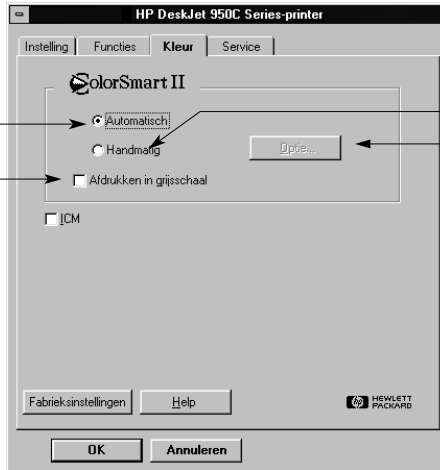 HP DeskJet 950C Series-printer
Instelling Functies Kleur Service
ColorSmart II
Automatisch
Handmatig Optie...
Afdrukken in grijsschaal
ICM
Fabrieksinstellingen Help hp HEWLETT
PACKARD
OK Annuleren